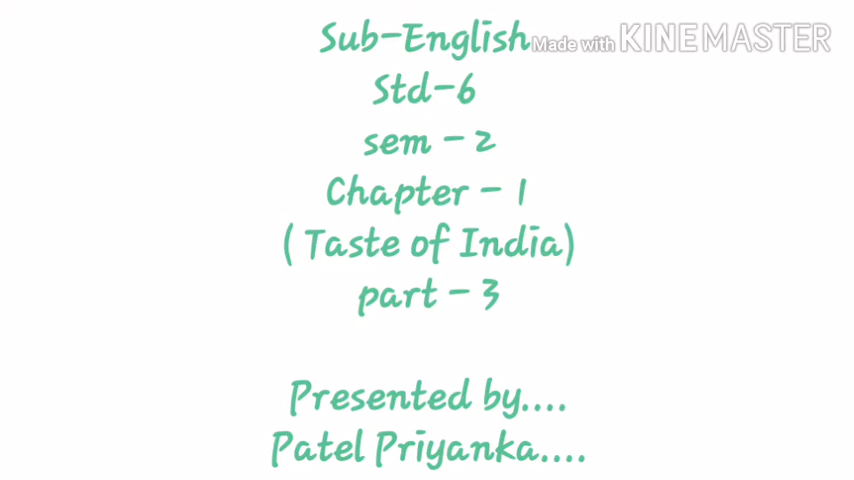 Sub-English
Made with KINEMASTER
Std-6
sem - 2
Chapter - 1
( Taste of India)
part - 3
Presented by....
Patel Priyanka....